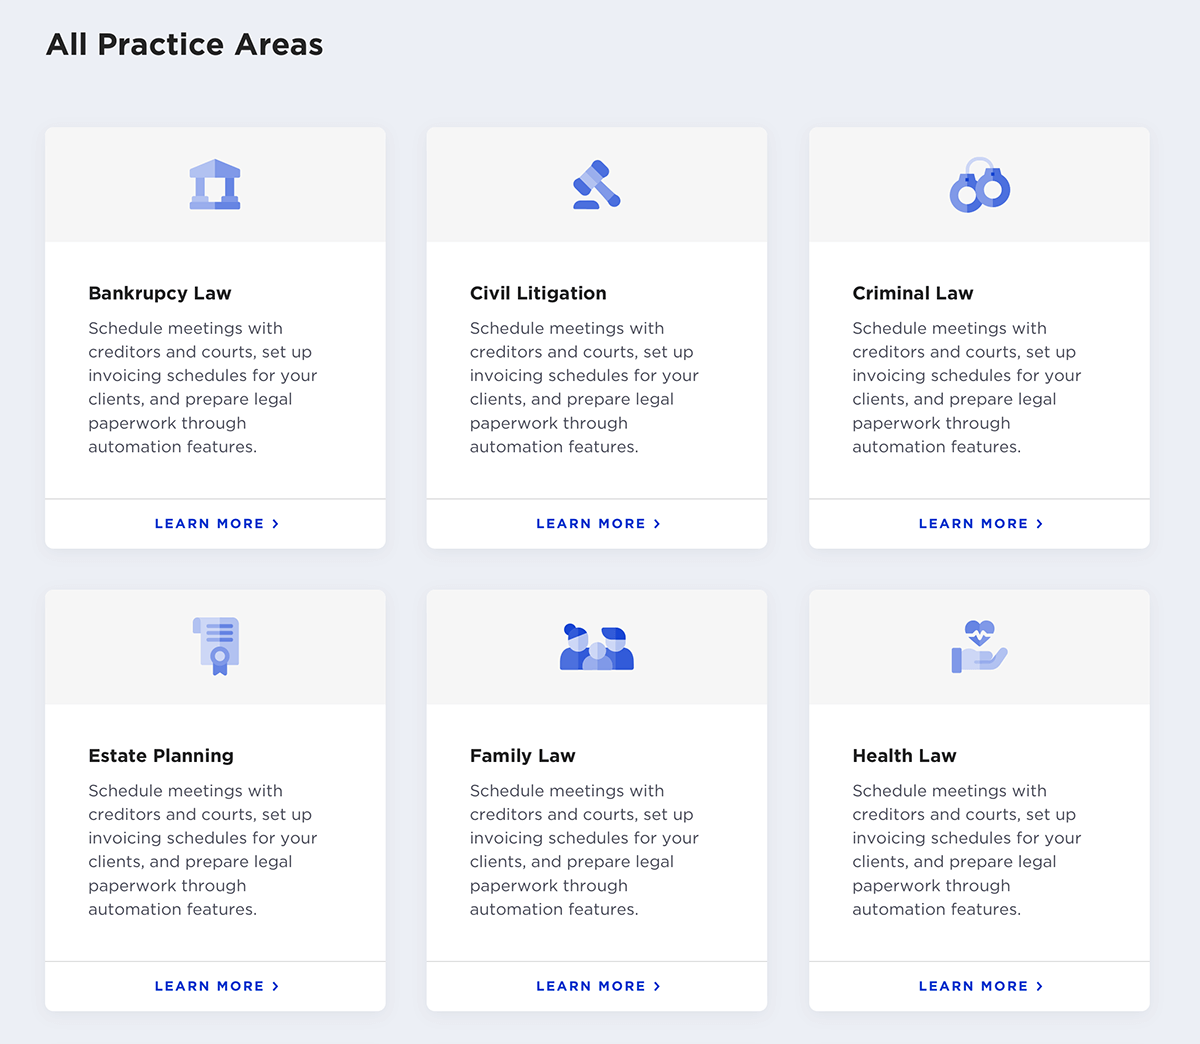 All Practice Areas
Bankrupcy Law
Schedule meetings with
creditors and courts, set up
invoicing schedules for your
clients, and prepare legal
paperwork through
automation features.
LEARN MORE >
Civil Litigation
Schedule meetings with
creditors and courts, set up
invoicing schedules for your
clients, and prepare legal
paperwork through
automation features.
LEARN MORE >
Criminal Law
Schedule meetings with
creditors and courts, set up
invoicing schedules for your
clients, and prepare legal
paperwork through
automation features.
LEARN MORE >
Estate Planning
Schedule meetings with
creditors and courts, set up
invoicing schedules for your
clients, and prepare legal
paperwork through
automation features.
LEARN MORE >
Family Law
Schedule meetings with
creditors and courts, set up
invoicing schedules for your
clients, and prepare legal
paperwork through
automation features.
LEARN MORE >
Health Law
Schedule meetings with
creditors and courts, set up
invoicing schedules for your
clients, and prepare legal
paperwork through
automation features.
LEARN MORE >